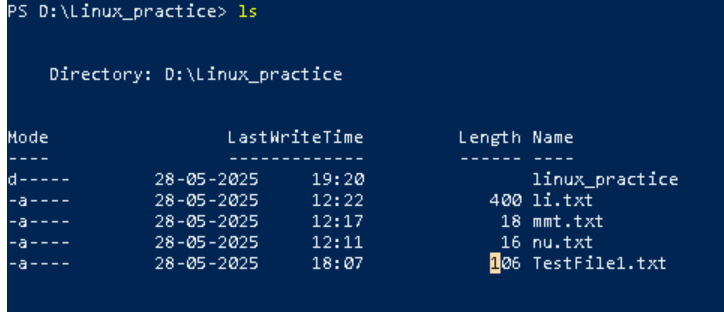 PS D:\Linux_practice> ls
Directory: D:\Linux_practice
Mode LastWriteTime Length Name
---- ------------- ------ ----
d----- 28-05-2025 19:20 linux_practice
-a---- 28-05-2025 12:22 400 li.txt
-a---- 28-05-2025 12:17 18 mmt.txt
-a---- 28-05-2025 12:11 16 nu.txt
-a---- 28-05-2025 18:07 106 TestFile1.txt